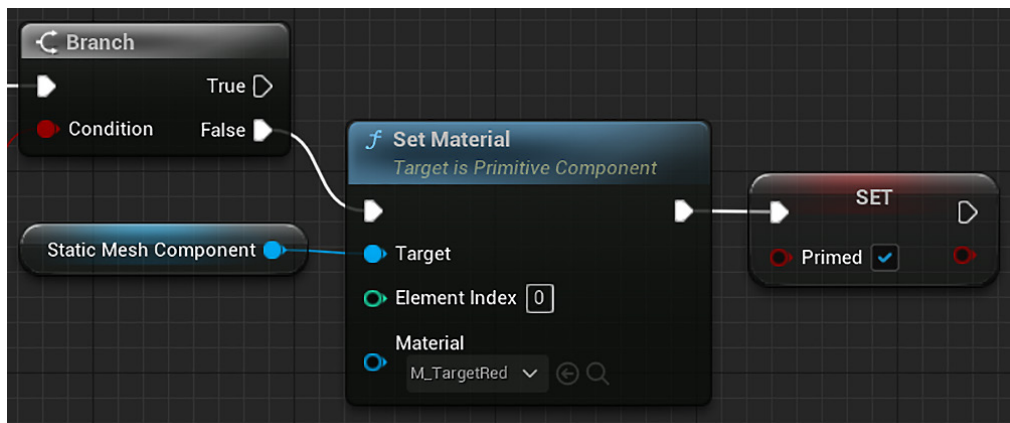 Branch
True
Condition
False
Static Mesh Component
f Set Material
Target is Primitive Component
Target
Element Index 0
Material
M_TargetRed
SET
Primed